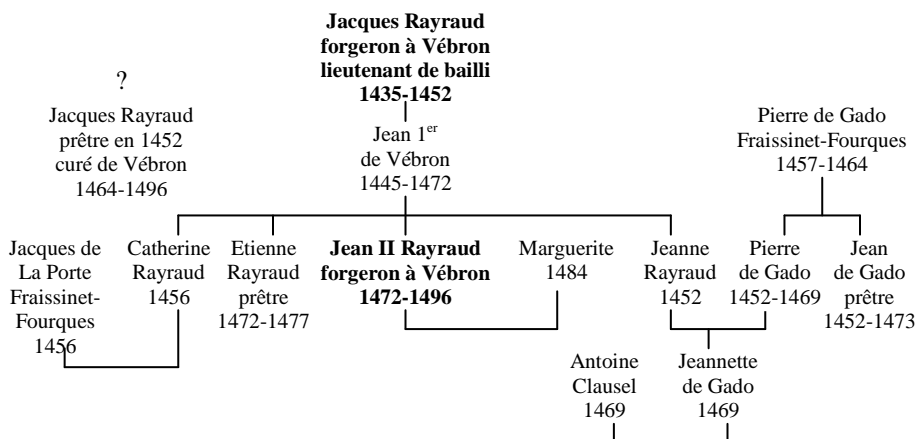 Jacques Rayraud
forgeron à Vébron
lieutenant de bailli
1435-1452
?
Jacques Rayraud
prêtre en 1452
curé de Vébron
1464-1496
Jean 1er
de Vébron
1445-1472
Pierre de Gado
Fraissinet-Fourques
1457-1464
Jacques de
La Porte
Fraissinet-
Fourques
1456
Catherine
Rayraud
1456
Etienne
Rayraud
prêtre
1472-1477
Jean II Rayraud
forgeron à Vébron
1472-1496
Marguerite
1484
Jeanne
Rayraud
1452
Pierre
de Gado
1452-1469
Jean
de Gado
prêtre
1452-1473
Antoine
Clausel
1469
Jeannette
de Gado
1469